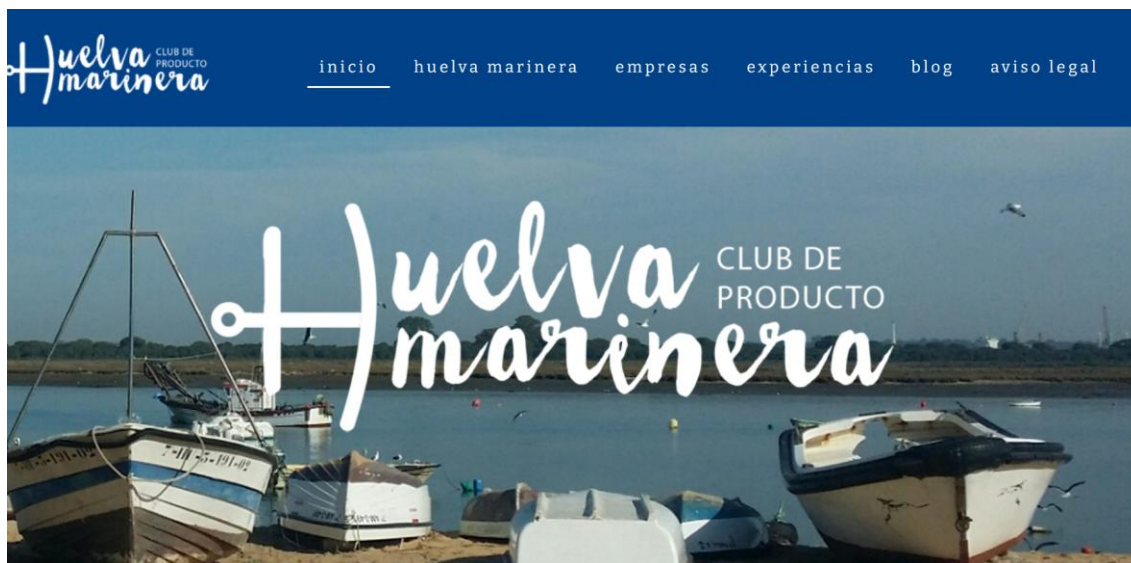 Huelva
marinera
CLUB DE
PRODUCTO
inicio huelva marinera empresas experiencias blog aviso legal
Huelva
marinera
CLUB DE
PRODUCTO